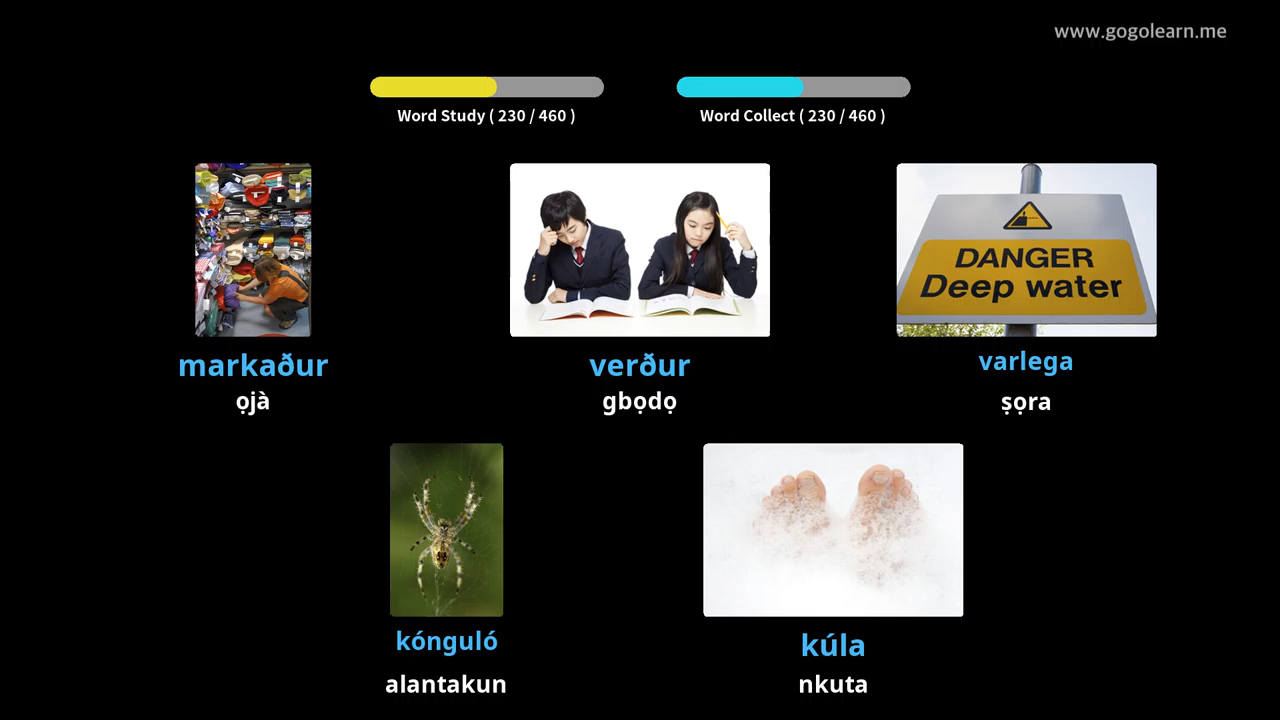 www.gogolearn.me
Word Study ( 230 / 460 )
Word Collect ( 230 / 460 )
DANGER
Deep water
markaður
verður
varlega
ọjà
gbọdọ
ṣọra
kónguló
kúla
alantakun
nkuta